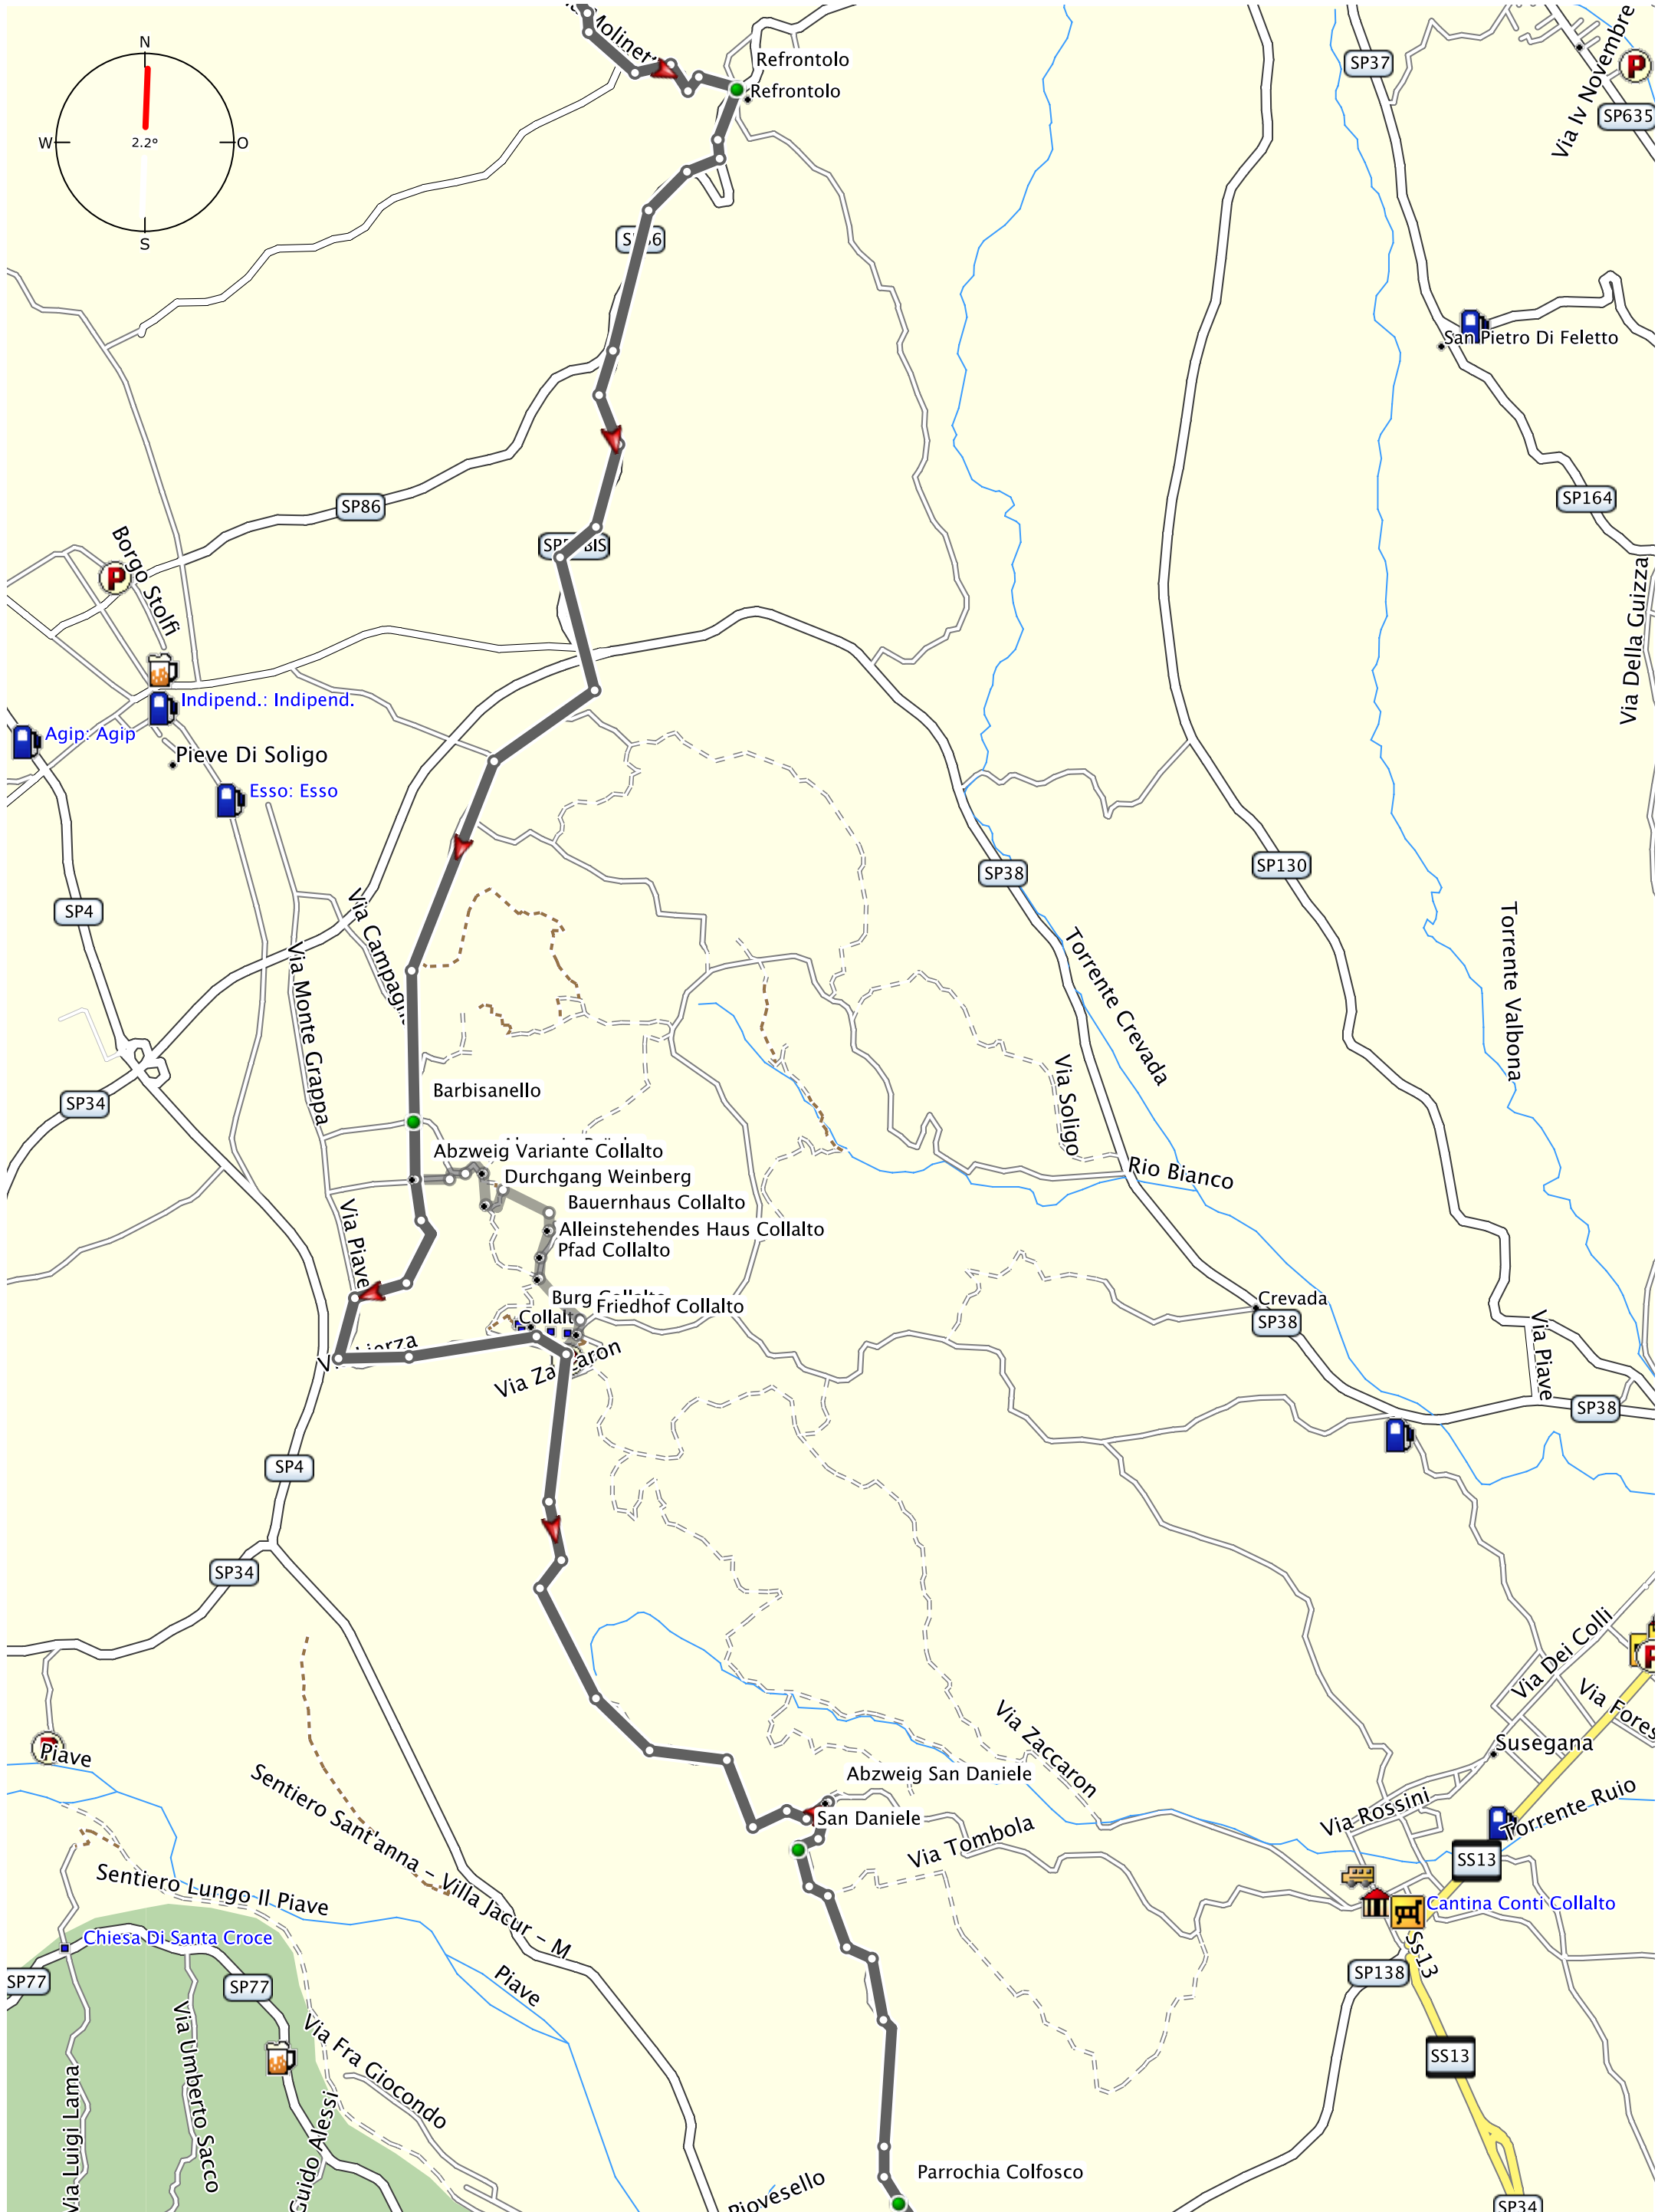 N
W
2.2°
O
S
Refrontolo
Refrontolo
SP37
SP635
Via Iv Novembre
San Pietro Di Feletto
SP86
SP164
Borgo Stolfi
Via Della Guizza
Indipend.: Indipend.
Agip: Agip
Pieve Di Soligo
Esso: Esso
SP38
SP130
SP4
Via Monte Grappa
Torrente Crevada
Torrente Valbona
Via Soligo
SP34
Barbisanello
Abzweig Variante Collalto
Durchgang Weinberg
Rio Bianco
Bauernhaus Collalto
Alleinstehendes Haus Collalto
Pfad Collalto
Via Piave
Friedhof Collalto
Crevada
SP38
Via Piave
SP38
SP4
SP34
Via Dei Colli
Via Zaccaron
Susegana
Piave
Abzweig San Daniele
San Daniele
Via Rossini
Torrente Ruio
Via Tombola
SS13
Sentiero Sant'anna - Villa Jacur - M
Sentiero Lungo Il Piave
Cantina Conti Collalto
Chiesa Di Santa Croce
Ss13
SP138
SP77
SP77
Piave
Via Umberto Sacco
Via Fra Giocondo
SS13
Via Luigi Lama
Guido Alessi
Parrochia Colfosco
Piovesello
SP34